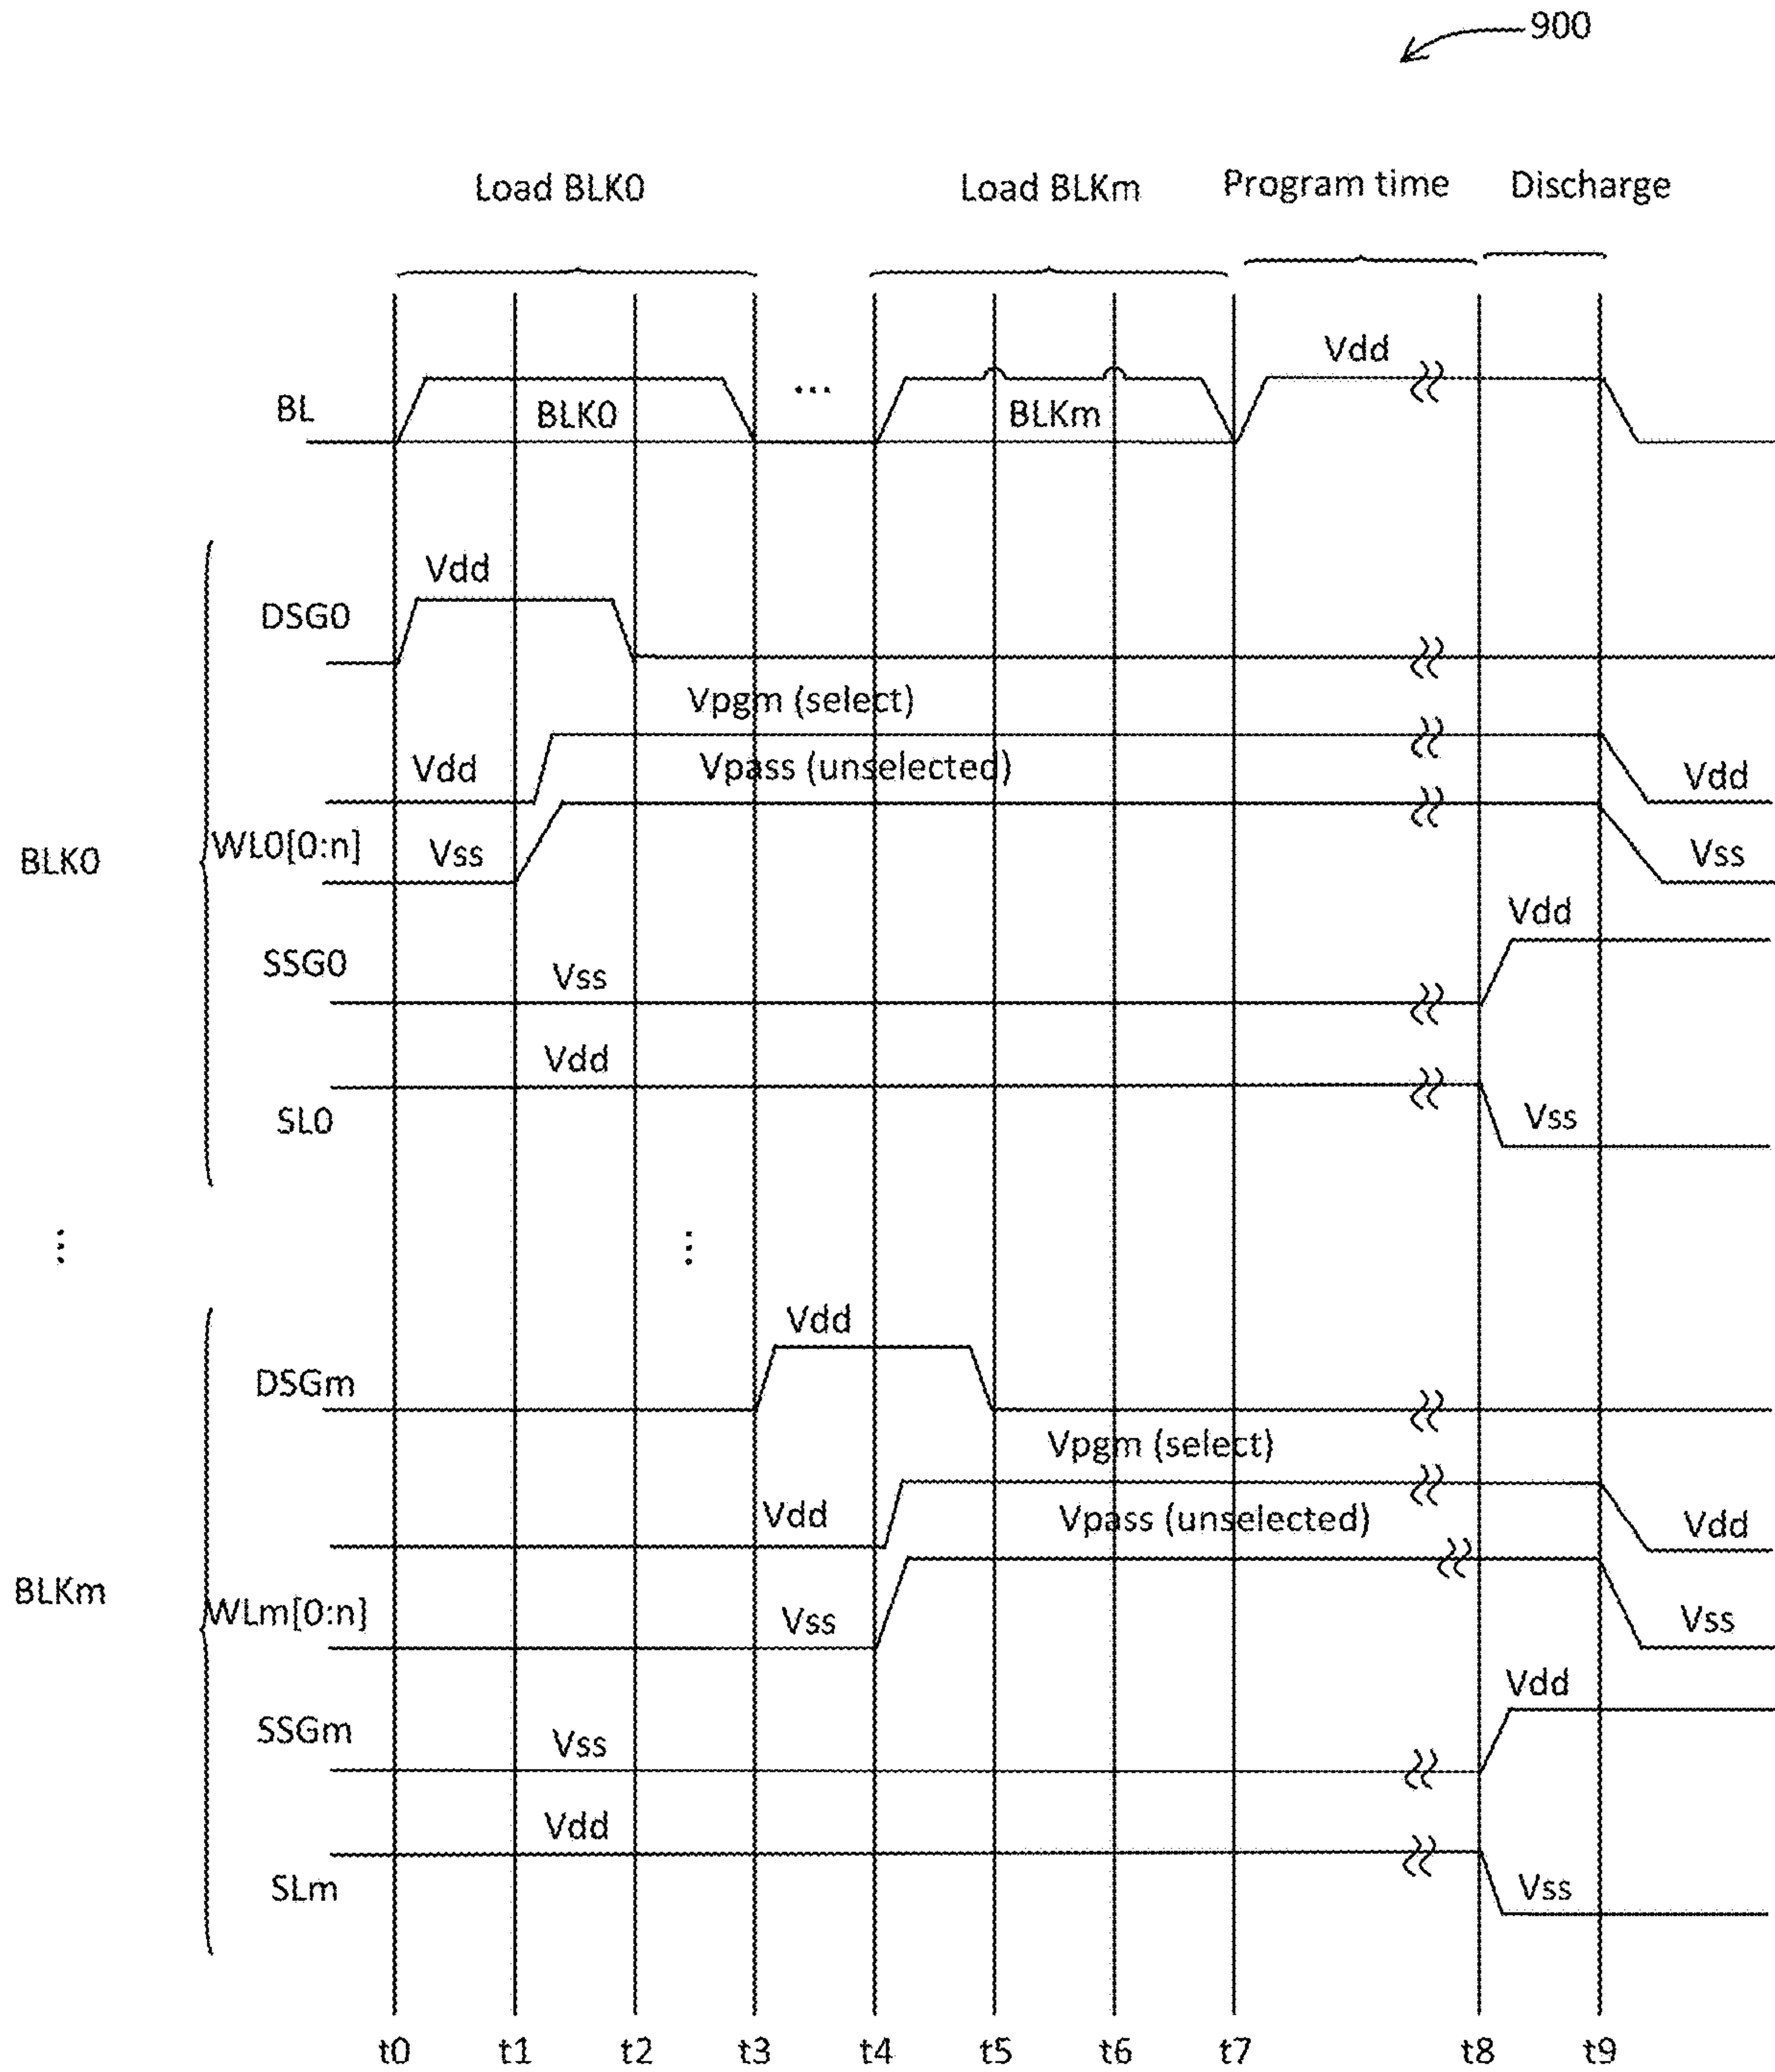 900
Load BLK0
Load BLKm
Program time
Discharge
Vdd
BL
BLK0
...
BLKm
Vdd
DSG0
Vpgm (select)
Vdd
Vpass (unselected)
Vdd
BLK0
WL0[0:n]
Vss
Vss
Vdd
SSG0
Vss
Vdd
SL0
Vss
Vdd
DSGm
Vpgm (select)
Vdd
Vpass (unselected)
Vdd
BLKm
WLm[0:n]
Vss
Vss
Vdd
SSGm
Vss
Vdd
SLm
Vss
t0 t1 t2 t3 t4 t5 t6 t7 t8 t9